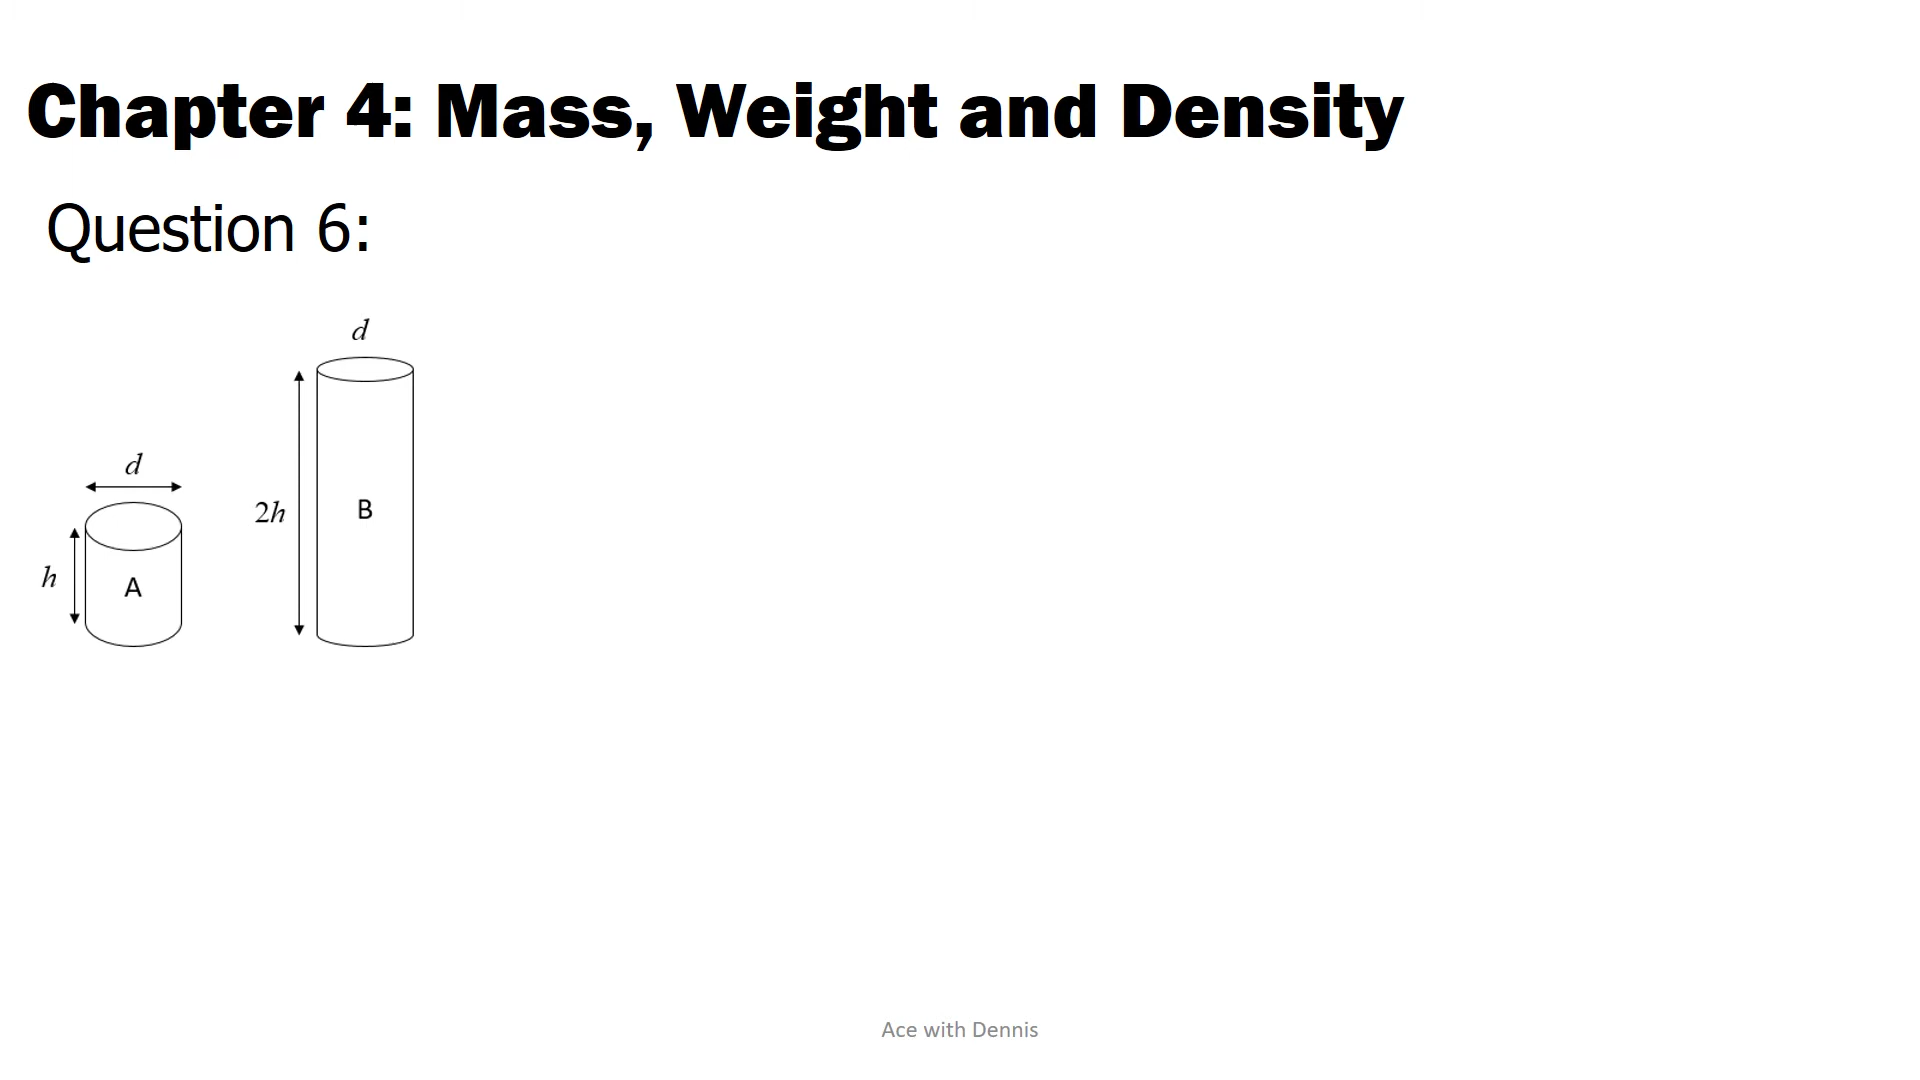 Chapter 4: Mass, Weight and Density
Question 6:
d
d
2h
B
h
A
Ace with Dennis